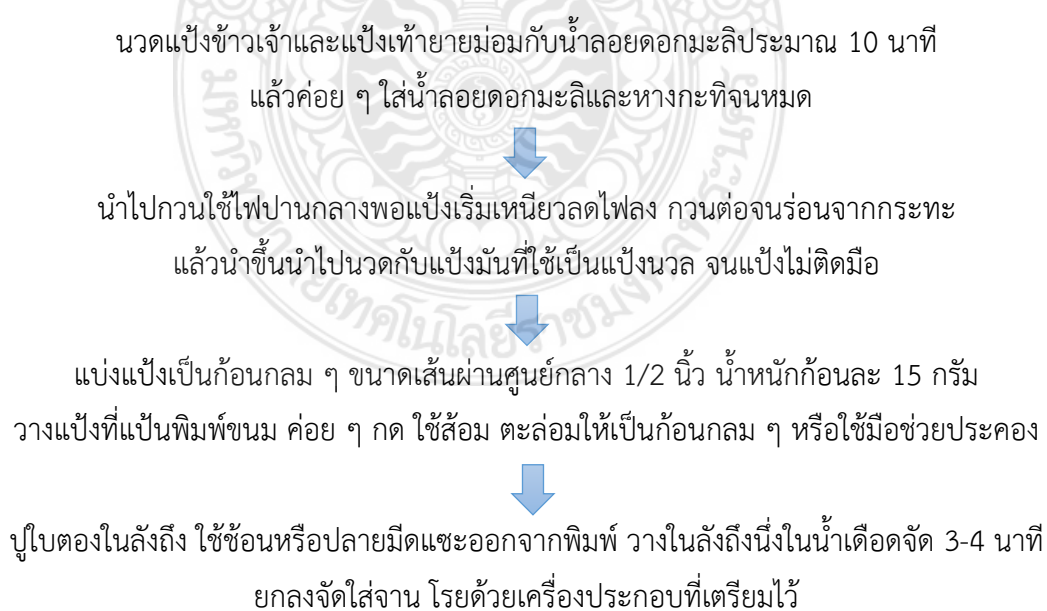 นวดแป้งข้าวเจ้าและแป้งเท้ายายม่อมกับน้ำลอยดอกมะลิประมาณ 10 นาที
แล้วค่อย ๆ ใส่น้ำลอยดอกมะลิและหางกะทิจนหมด
นำไปกวนใช้ไฟปานกลางพอแป้งเริ่มเหนียวลดไฟลง กวนต่อจนร่อนจากกระทะ
แล้วนำขึ้นนำไปนวดกับแป้งมันที่ใช้เป็นแป้งนวล จนแป้งไม่ติดมือ
แบ่งแป้งเป็นก้อนกลม ๆ ขนาดเส้นผ่านศูนย์กลาง 1/2 นิ้ว น้ำหนักก้อนละ 15 กรัม
วางแป้งที่แป้นพิมพ์ขนม ค่อย ๆ กด ใช้ส้อม ตะล่อมให้เป็นก้อนกลม ๆ หรือใช้มือช่วยประคอง
ปูใบตองในลังถึง ใช้ช้อนหรือปลายมีดแซะออกจากพิมพ์ วางในลังถึงนึ่งในน้ำเดือดจัด 3-4 นาที
ยกลงจัดใส่จาน โรยด้วยเครื่องประกอบที่เตรียมไว้